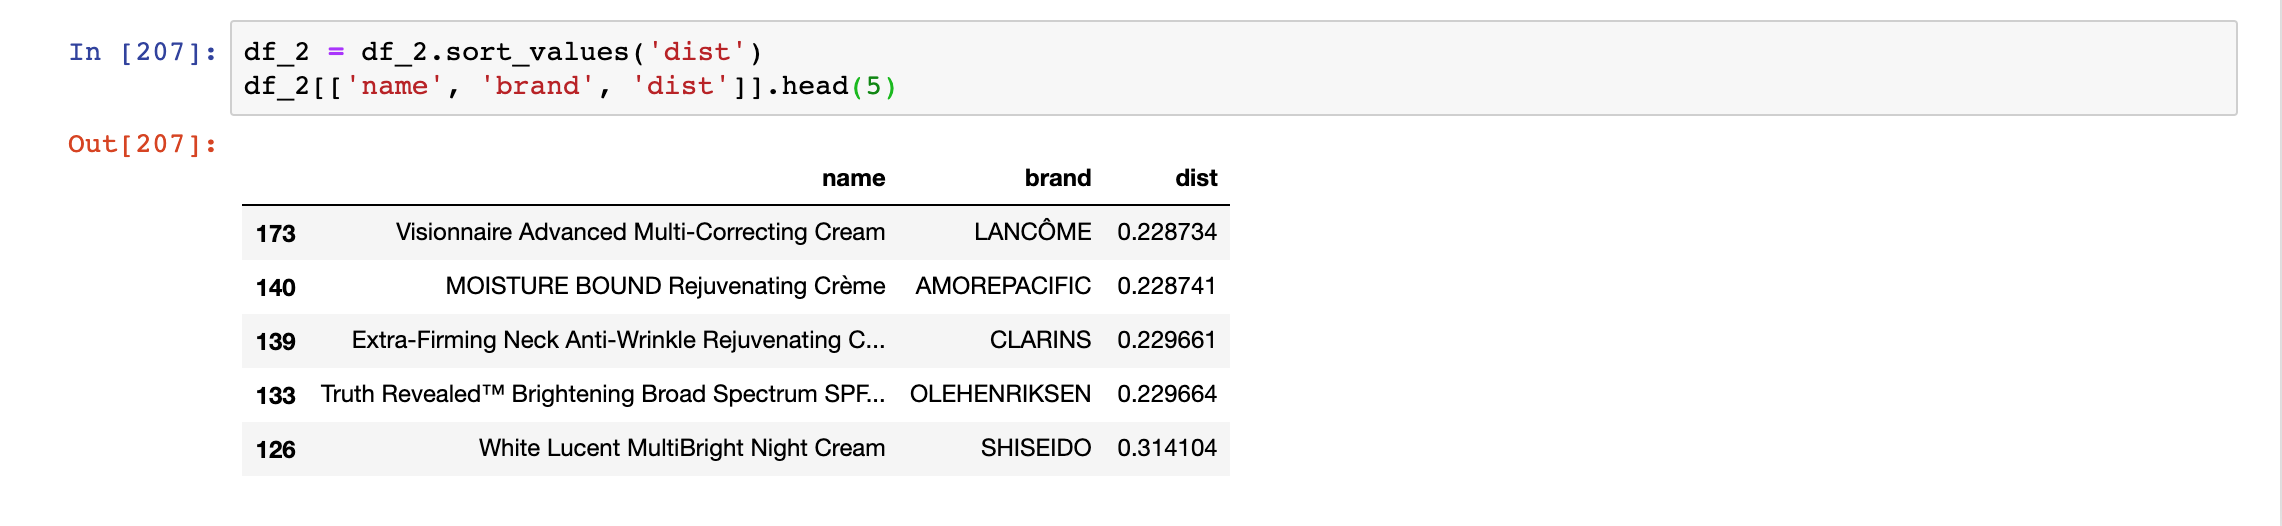 In [207]: df_2 = df_2.sort_values('dist')
df_2[['name', 'brand', 'dist']].head(5)
Out[207]:
name brand dist
173 Visionnaire Advanced Multi-Correcting Cream LANCÔME 0.228734
140 MOISTURE BOUND Rejuvenating Crème AMOREPACIFIC 0.228741
139 Extra-Firming Neck Anti-Wrinkle Rejuvenating C... CLARINS 0.229661
133 Truth Revealed™ Brightening Broad Spectrum SPF... OLEHENRIKSEN 0.229664
126 White Lucent MultiBright Night Cream SHISEIDO 0.314104